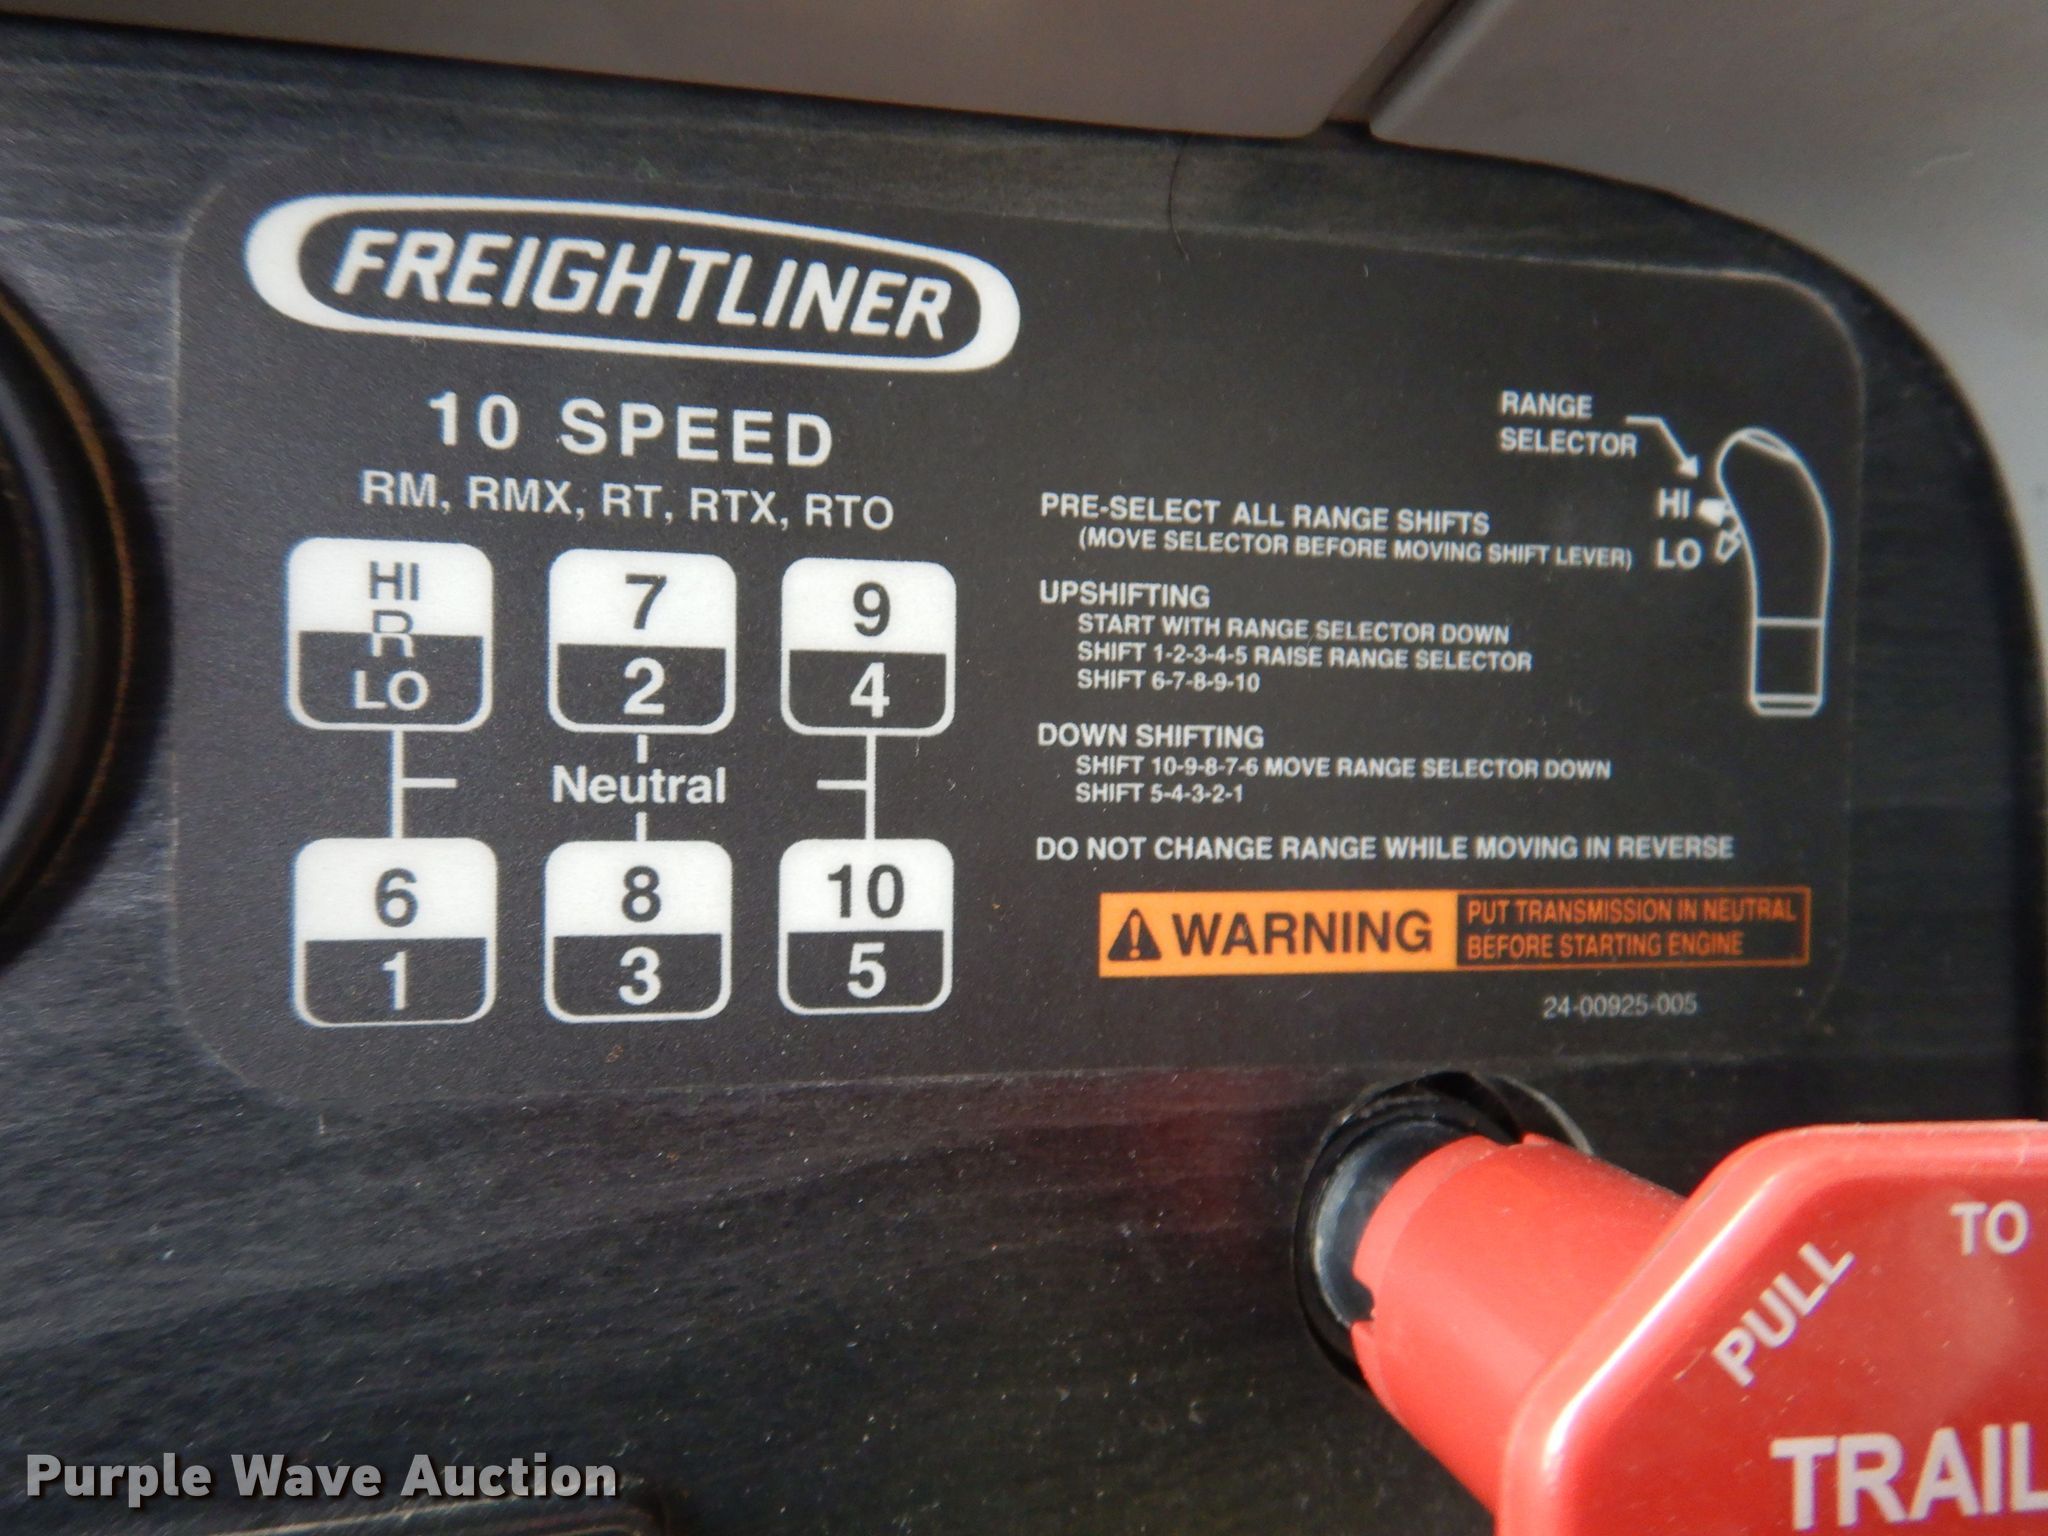 FREIGHTLINER
10 SPEED
RM, RMX, RT, RTX, RTO
HI
R
LO
7
2
9
4
Neutral
6
1
8
3
10
5
RANGE
SELECTOR
HI
LO
PRE-SELECT ALL RANGE SHIFTS
(MOVE SELECTOR BEFORE MOVING SHIFT LEVER)
UPSHIFTING
START WITH RANGE SELECTOR DOWN
SHIFT 1-2-3-4-5 RAISE RANGE SELECTOR
SHIFT 6-7-8-9-10
DOWN SHIFTING
SHIFT 10-9-8-7-6 MOVE RANGE SELECTOR DOWN
SHIFT 5-4-3-2-1
DO NOT CHANGE RANGE WHILE MOVING IN REVERSE
WARNING
PUT TRANSMISSION IN NEUTRAL
BEFORE STARTING ENGINE
24-00925-005
PULL TO
TRAIL
Purple Wave Auction